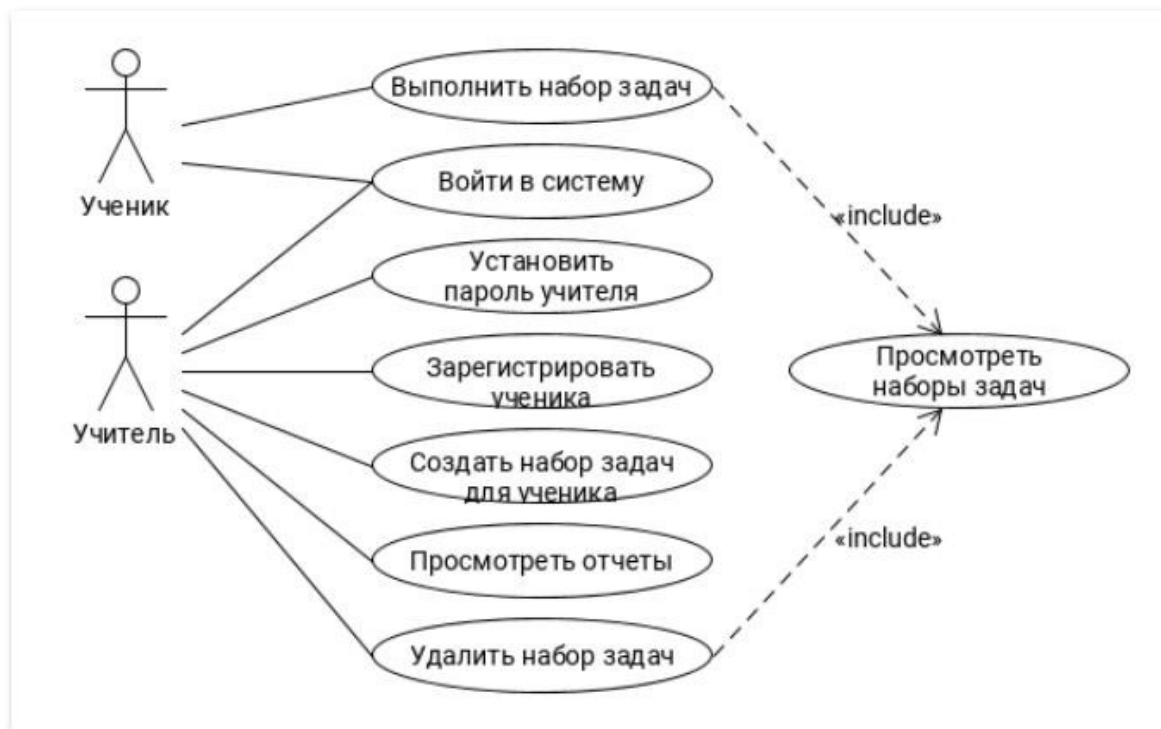 Выполнить набор задач
Войти в систему
Ученик
«include»
Установить
пароль учителя
Зарегистрировать
ученика
Просмотреть
наборы задач
Учитель
Создать набор задач
для ученика
«include»
Просмотреть отчеты
Удалить набор задач